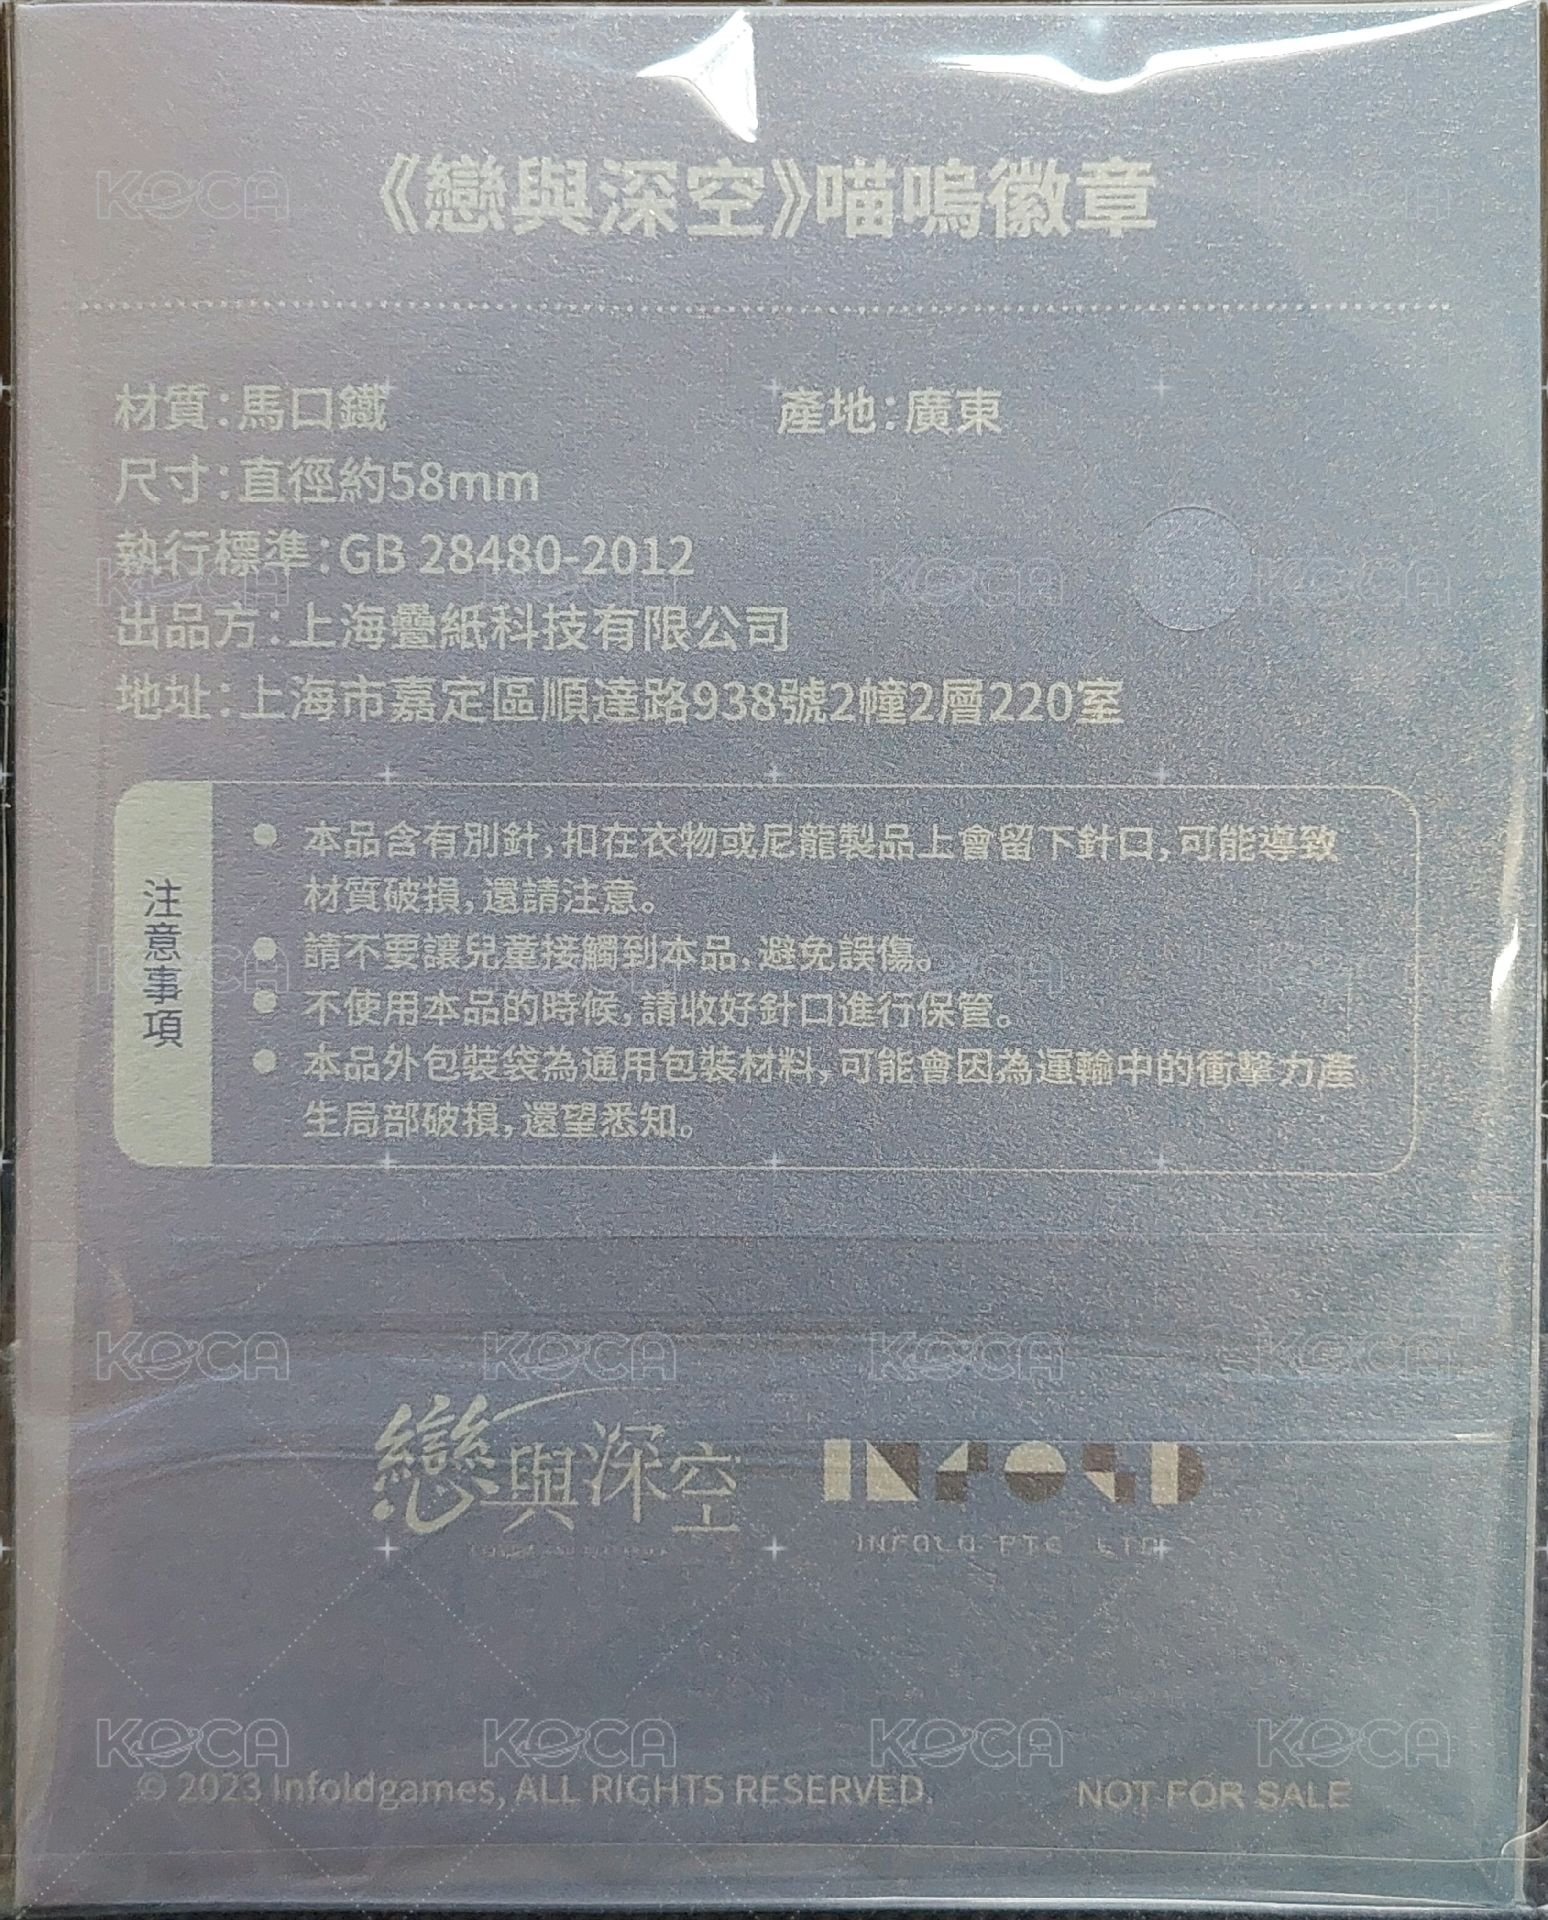 《戀與深空》喵嗚徽章
材質：馬口鐵
產地：廣東
尺寸：直徑約58mm
執行標準：GB 28480-2012
出品方：上海疊紙科技有限公司
地址：上海市嘉定區順達路938號2幢2層220室
注意事項
● 本品含有別針，扣在衣物或尼龍製品上會留下針口，可能導致
材質破損，還請注意。
● 請不要讓兒童接觸到本品，避免誤傷。
● 不使用本品的時候，請收好針口進行保管。
● 本品外包裝袋為通用包裝材料，可能會因為運輸中的衝擊力產
生局部破損，還望悉知。
戀與深空
INFOLD
INFOLD PTE LTD
© 2023 Infoldgames, ALL RIGHTS RESERVED.
NOT FOR SALE
KOCA